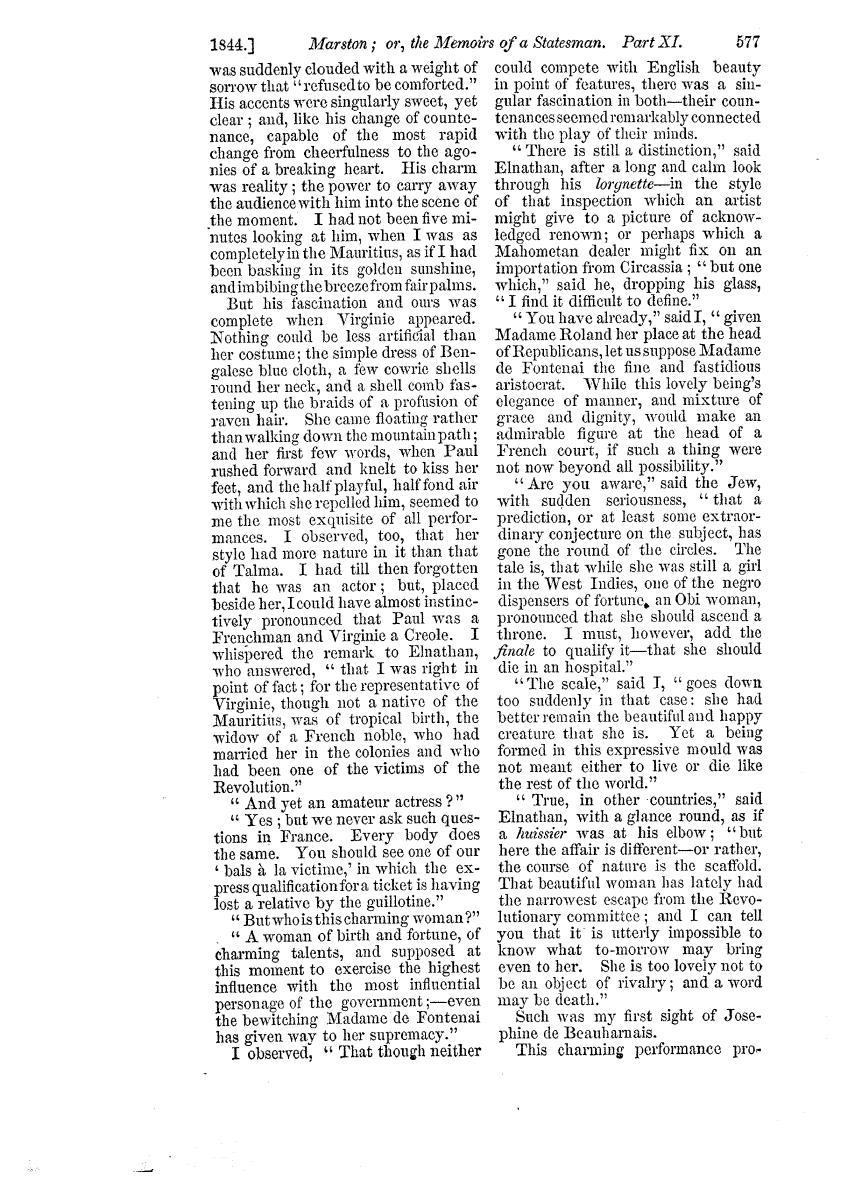 1844.] Marston; or, the Memoirs of a Statesman. Part XI. 577
was suddenly clouded with a weight of
sorrow that "refused to be comforted."
His accents were singularly sweet, yet
clear; and, like his change of counte-
nance, capable of the most rapid
change from cheerfulness to the ago-
nies of a breaking heart. His charm
was reality; the power to carry away
the audience with him into the scene of
the moment. I had not been five mi-
nutes looking at him, when I was as
completely in the Mauritius, as if I had
been basking in its golden sunshine,
and imbibing the breeze from fair palms.
But his fascination and ours was
complete when Virginie appeared.
Nothing could be less artificial than
her costume; the simple dress of Ben-
galese blue cloth, a few cowrie shells
round her neck, and a shell comb fas-
tening up the braids of a profusion of
raven hair. She came floating rather
than walking down the mountain path;
and her first few words, when Paul
rushed forward and knelt to kiss her
feet, and the half playful, half fond air
with which she repelled him, seemed to
me the most exquisite of all perfor-
mances. I observed, too, that her
style had more nature in it than that
of Talma. I had till then forgotten
that he was an actor; but, placed
beside her, I could have almost instinc-
tively pronounced that Paul was a
Frenchman and Virginie a Creole. I
whispered the remark to Elnathan,
who answered, "that I was right in
point of fact; for the representative of
Virginie, though not a native of the
Mauritius, was of tropical birth, the
widow of a French noble, who had
married her in the colonies and who
had been one of the victims of the
Revolution."
"And yet an amateur actress?"
"Yes; but we never ask such ques-
tions in France. Every body does
the same. You should see one of our
'bals à la victime,' in which the ex-
press qualification for a ticket is having
lost a relative by the guillotine."
"But who is this charming woman?"
"A woman of birth and fortune, of
charming talents, and supposed at
this moment to exercise the highest
influence with the most influential
personage of the government;—even
the bewitching Madame de Fontenai
has given way to her supremacy."
I observed, "That though neither
could compete with English beauty
in point of features, there was a sin-
gular fascination in both—their coun-
tenances seemed remarkably connected
with the play of their minds.
"There is still a distinction," said
Elnathan, after a long and calm look
through his lorgnette—in the style
of that inspection which an artist
might give to a picture of acknow-
ledged renown; or perhaps which a
Mahometan dealer might fix on an
importation from Circassia; "but one
which," said he, dropping his glass,
"I find it difficult to define."
"You have already," said I, "given
Madame Roland her place at the head
of Republicans, let us suppose Madame
de Fontenai the fine and fastidious
aristocrat. While this lovely being's
elegance of manner, and mixture of
grace and dignity, would make an
admirable figure at the head of a
French court, if such a thing were
not now beyond all possibility."
"Are you aware," said the Jew,
with sudden seriousness, "that a
prediction, or at least some extraor-
dinary conjecture on the subject, has
gone the round of the circles. The
tale is, that while she was still a girl
in the West Indies, one of the negro
dispensers of fortune, an Obi woman,
pronounced that she should ascend a
throne. I must, however, add the
finale to qualify it—that she should
die in an hospital."
"The scale," said I, "goes down
too suddenly in that case: she had
better remain the beautiful and happy
creature that she is. Yet a being
formed in this expressive mould was
not meant either to live or die like
the rest of the world."
"True, in other countries," said
Elnathan, with a glance round, as if
a huissier was at his elbow; "but
here the affair is different—or rather,
the course of nature is the scaffold.
That beautiful woman has lately had
the narrowest escape from the Revo-
lutionary committee; and I can tell
you that it is utterly impossible to
know what to-morrow may bring
even to her. She is too lovely not to
be an object of rivalry; and a word
may be death."
Such was my first sight of Jose-
phine de Beauharnais.
This charming performance pro-